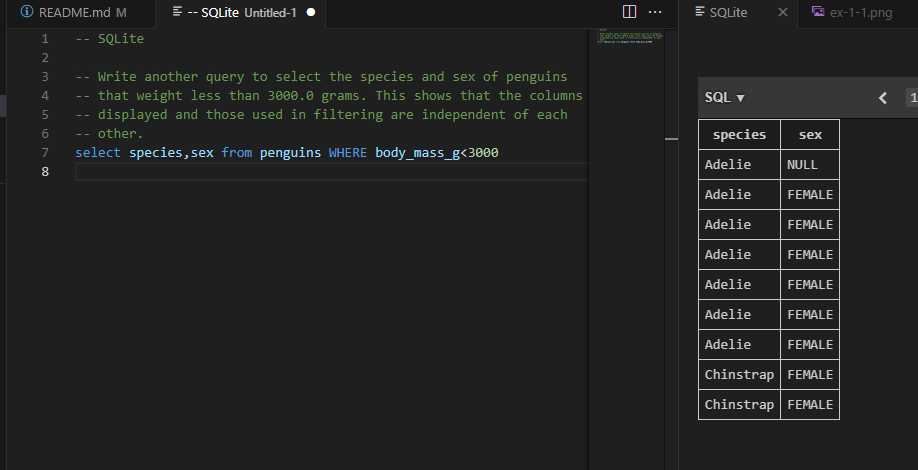 README.md M
-- SQLite Untitled-1
SQLite
ex-1-1.png
1 -- SQLite
2
3 -- Write another query to select the species and sex of penguins
4 -- that weight less than 3000.0 grams. This shows that the columns
5 -- displayed and those used in filtering are independent of each
6 -- other.
7 select species,sex from penguins WHERE body_mass_g<3000
8
SQL
1
species sex
Adelie NULL
Adelie FEMALE
Adelie FEMALE
Adelie FEMALE
Adelie FEMALE
Adelie FEMALE
Adelie FEMALE
Chinstrap FEMALE
Chinstrap FEMALE